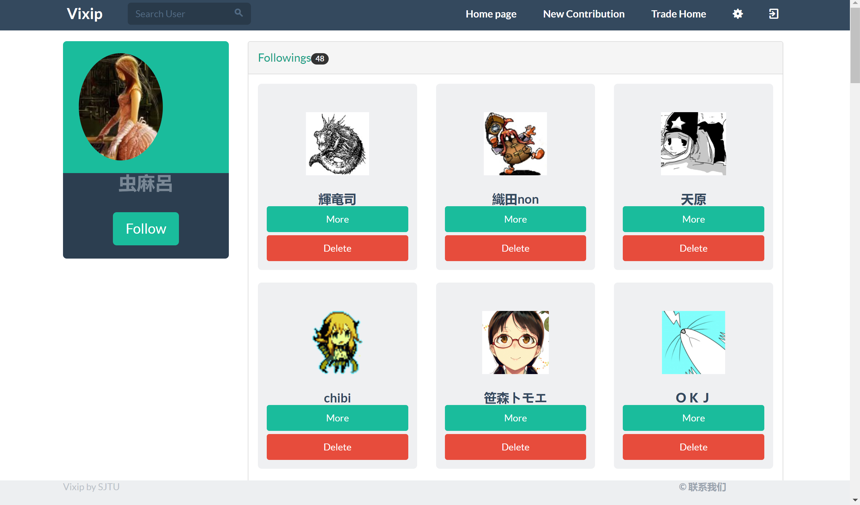 Vixip
Search User
Home page
New Contribution
Trade Home
虫麻呂
Follow
Followings 48
輝竜司
More
Delete
織田non
More
Delete
天原
More
Delete
chibi
More
Delete
笹森トモエ
More
Delete
ＯＫＪ
More
Delete
Vixip by SJTU
© 联系我们